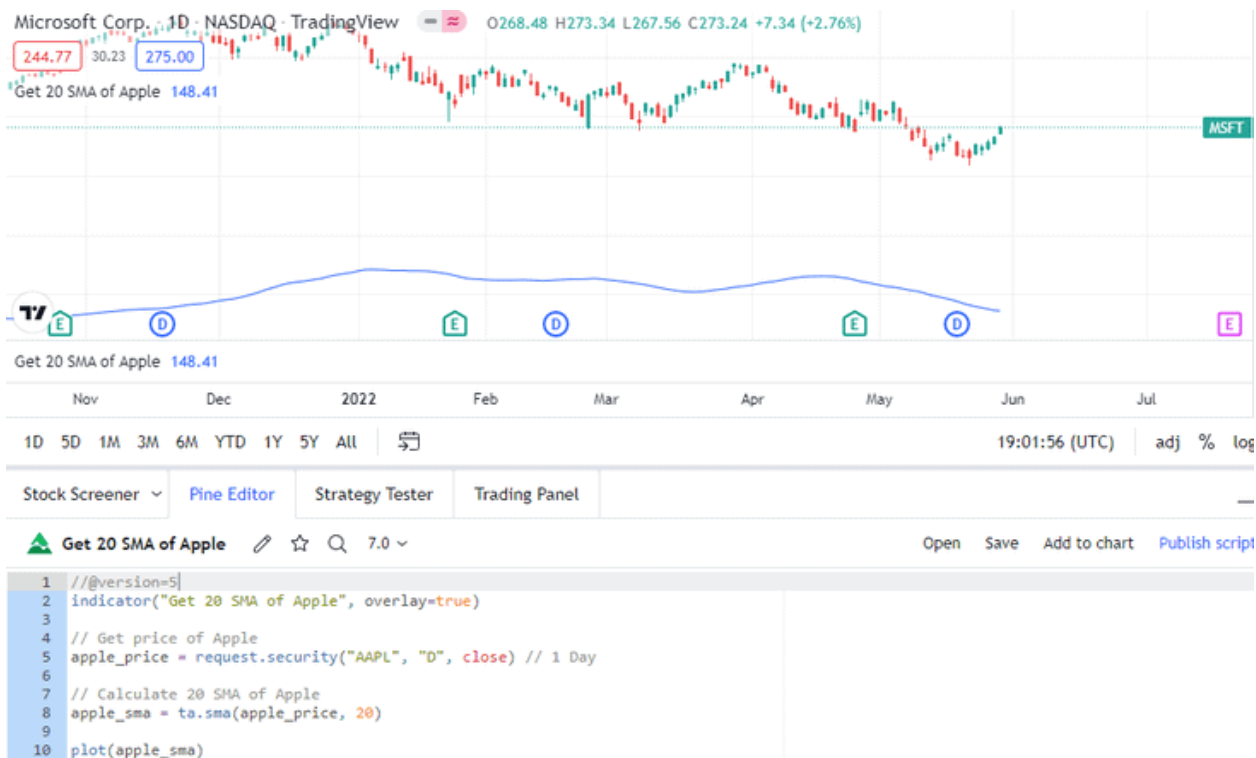 Microsoft Corp. · 1D · NASDAQ · TradingView O268.48 H273.34 L267.56 C273.24 +7.34 (+2.76%)
244.77 30.23 275.00
Get 20 SMA of Apple 148.41
MSFT
E D E D E D E
Get 20 SMA of Apple 148.41
Nov Dec 2022 Feb Mar Apr May Jun Jul
1D 5D 1M 3M 6M YTD 1Y 5Y All 19:01:56 (UTC) adj % log
Stock Screener Pine Editor Strategy Tester Trading Panel
Get 20 SMA of Apple 7.0 Open Save Add to chart Publish script
1 //@version=5
2 indicator("Get 20 SMA of Apple", overlay=true)
3
4 // Get price of Apple
5 apple_price = request.security("AAPL", "D", close) // 1 Day
6
7 // Calculate 20 SMA of Apple
8 apple_sma = ta.sma(apple_price, 20)
9
10 plot(apple_sma)